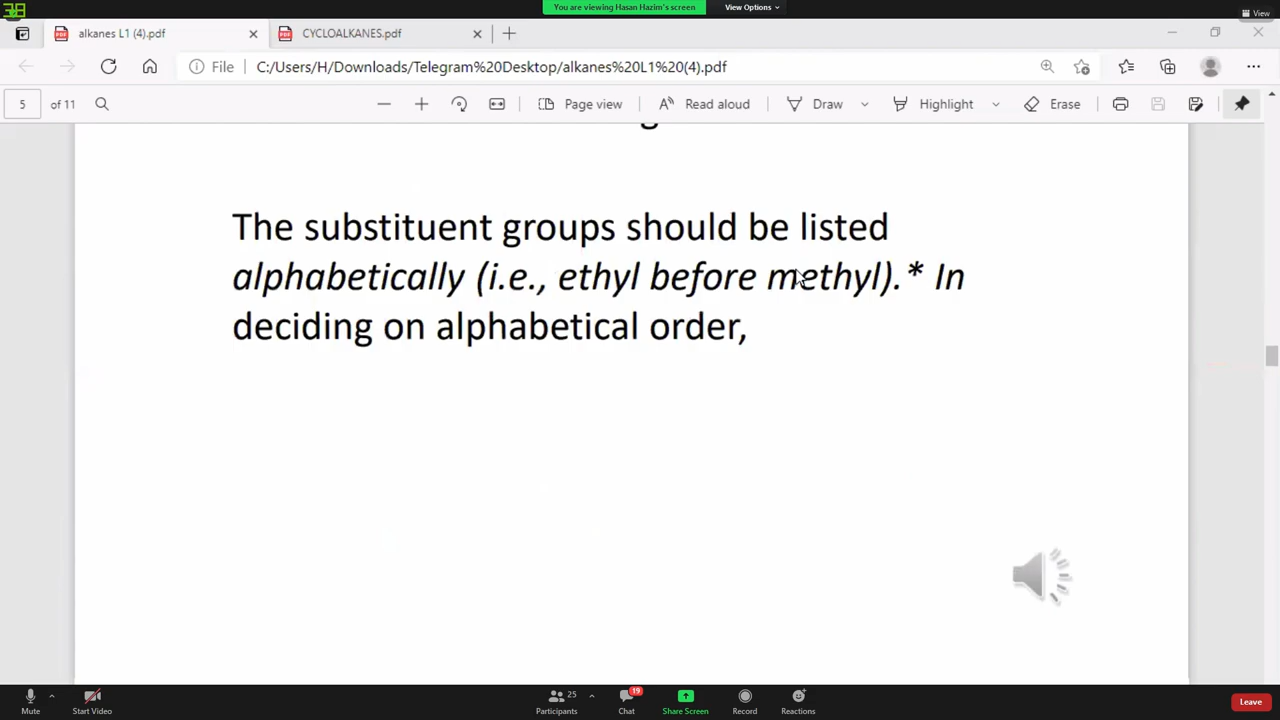 38
You are viewing Hasan Hazim's screen
View Options
View
alkanes L1 (4).pdf
CYCLOALKANES.pdf
File
C:/Users/H/Downloads/Telegram%20Desktop/alkanes%20L1%20(4).pdf
5 of 11
Page view
Read aloud
Draw
Highlight
Erase
The substituent groups should be listed
alphabetically (i.e., ethyl before methyl).* In
deciding on alphabetical order,
Mute
Start Video
Participants 25
Chat 19
Share Screen
Record
Reactions
Leave